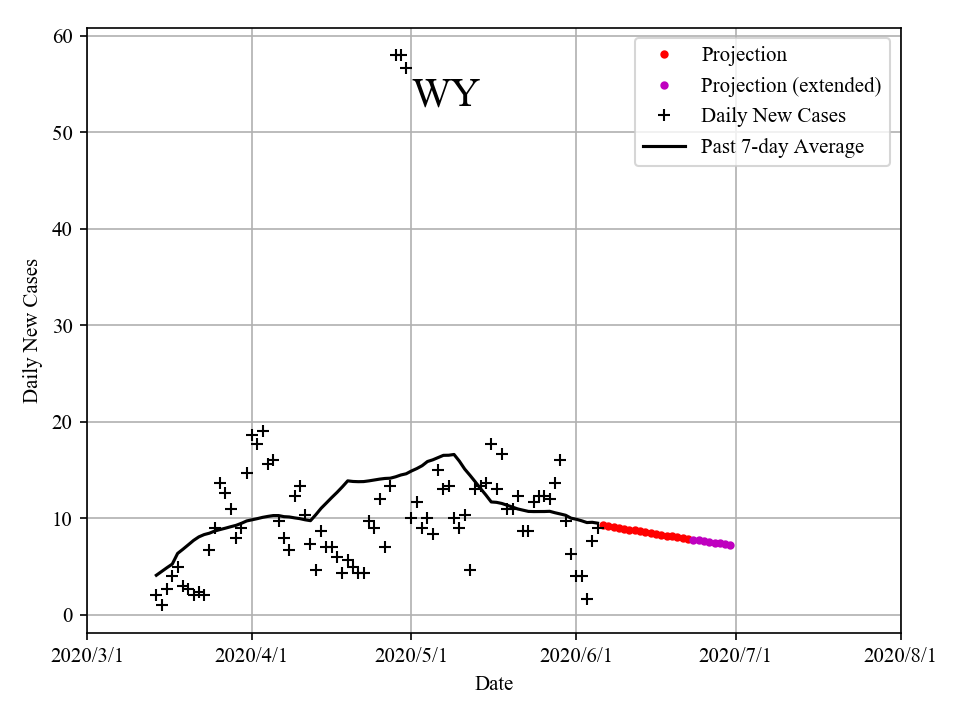 60
50
40
30
20
10
0
Daily New Cases
WY
Projection
Projection (extended)
Daily New Cases
Past 7-day Average
2020/3/1
2020/4/1
2020/5/1
2020/6/1
2020/7/1
2020/8/1
Date